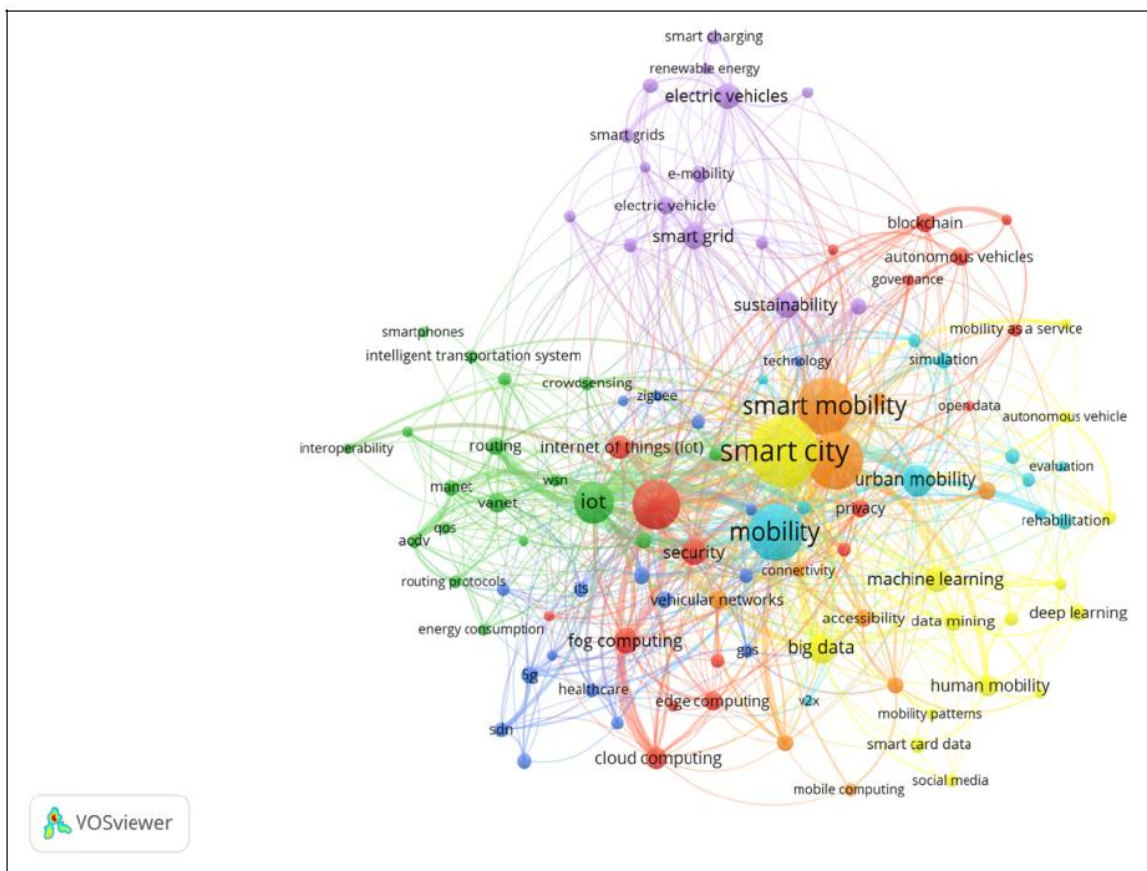 smart charging
renewable energy
electric vehicles
smart grids
e-mobility
electric vehicle
smart grid
blockchain
autonomous vehicles
governance
sustainability
smartphones
mobility as a service
intelligent transportation system
technology
simulation
crowdsensing
zigbee
smart mobility
open data
autonomous vehicle
interoperability
routing
internet of things (iot)
smart city
evaluation
wsn
urban mobility
manet
vanet
iot
privacy
rehabilitation
qos
mobility
aodv
security
connectivity
routing protocols
its
vehicular networks
machine learning
energy consumption
accessibility
data mining
deep learning
fog computing
gps
big data
5g
healthcare
edge computing
v2x
human mobility
sdn
mobility patterns
cloud computing
smart card data
mobile computing
social media
VOSviewer